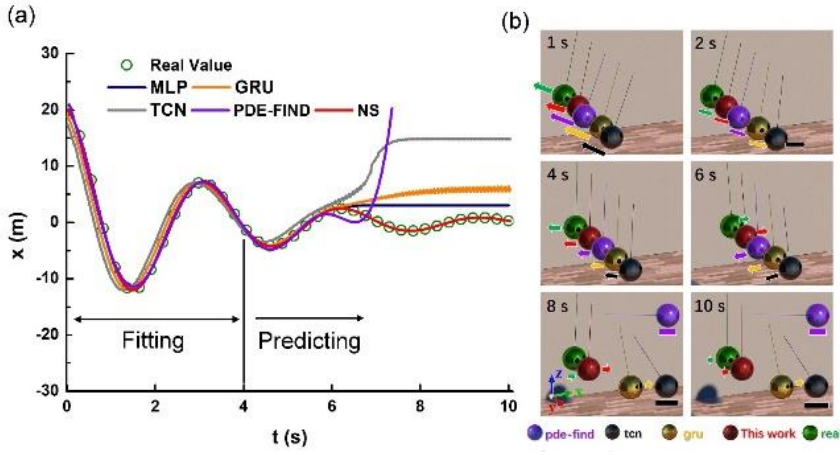 (a)
30
20
10
0
-10
-20
-30
x (m)
Real Value
MLP GRU
TCN PDE-FIND NS
Fitting Predicting
0 2 4 6 8 10
t (s)
(b)
1 s 2 s
4 s 6 s
8 s 10 s
z x y
pde-find tcn gru This work real